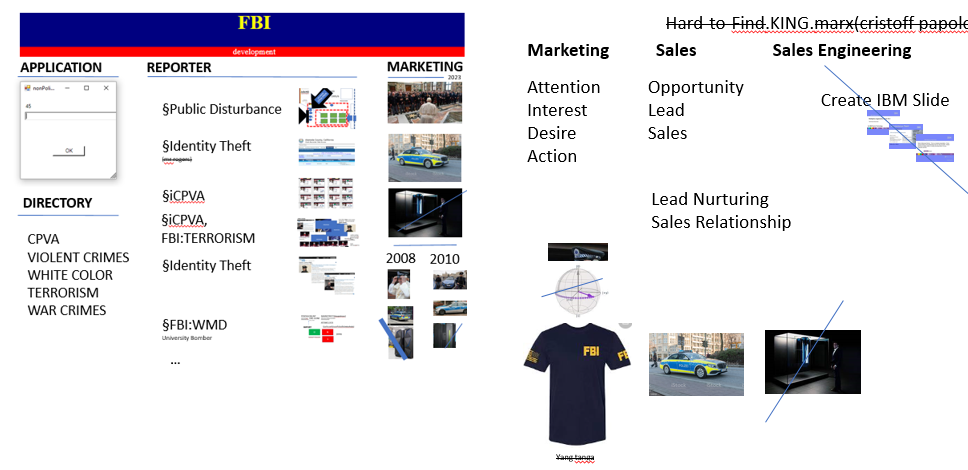 FBI
development
APPLICATION
REPORTER
MARKETING
2023
nonPoli...
45
OK
§Public Disturbance
§Identity Theft
§iCPVA
§iCPVA,
FBI:TERRORISM
§Identity Theft
§FBI:WMD
University Bomber
...
DIRECTORY
CPVA
VIOLENT CRIMES
WHITE COLOR
TERRORISM
WAR CRIMES
2008 2010
Hard to Find.KING.marx(cristoff papolo
Marketing
Attention
Interest
Desire
Action
Sales
Opportunity
Lead
Sales
Sales Engineering
Create IBM Slide
Lead Nurturing
Sales Relationship
FBI
FBI
Yang tanga